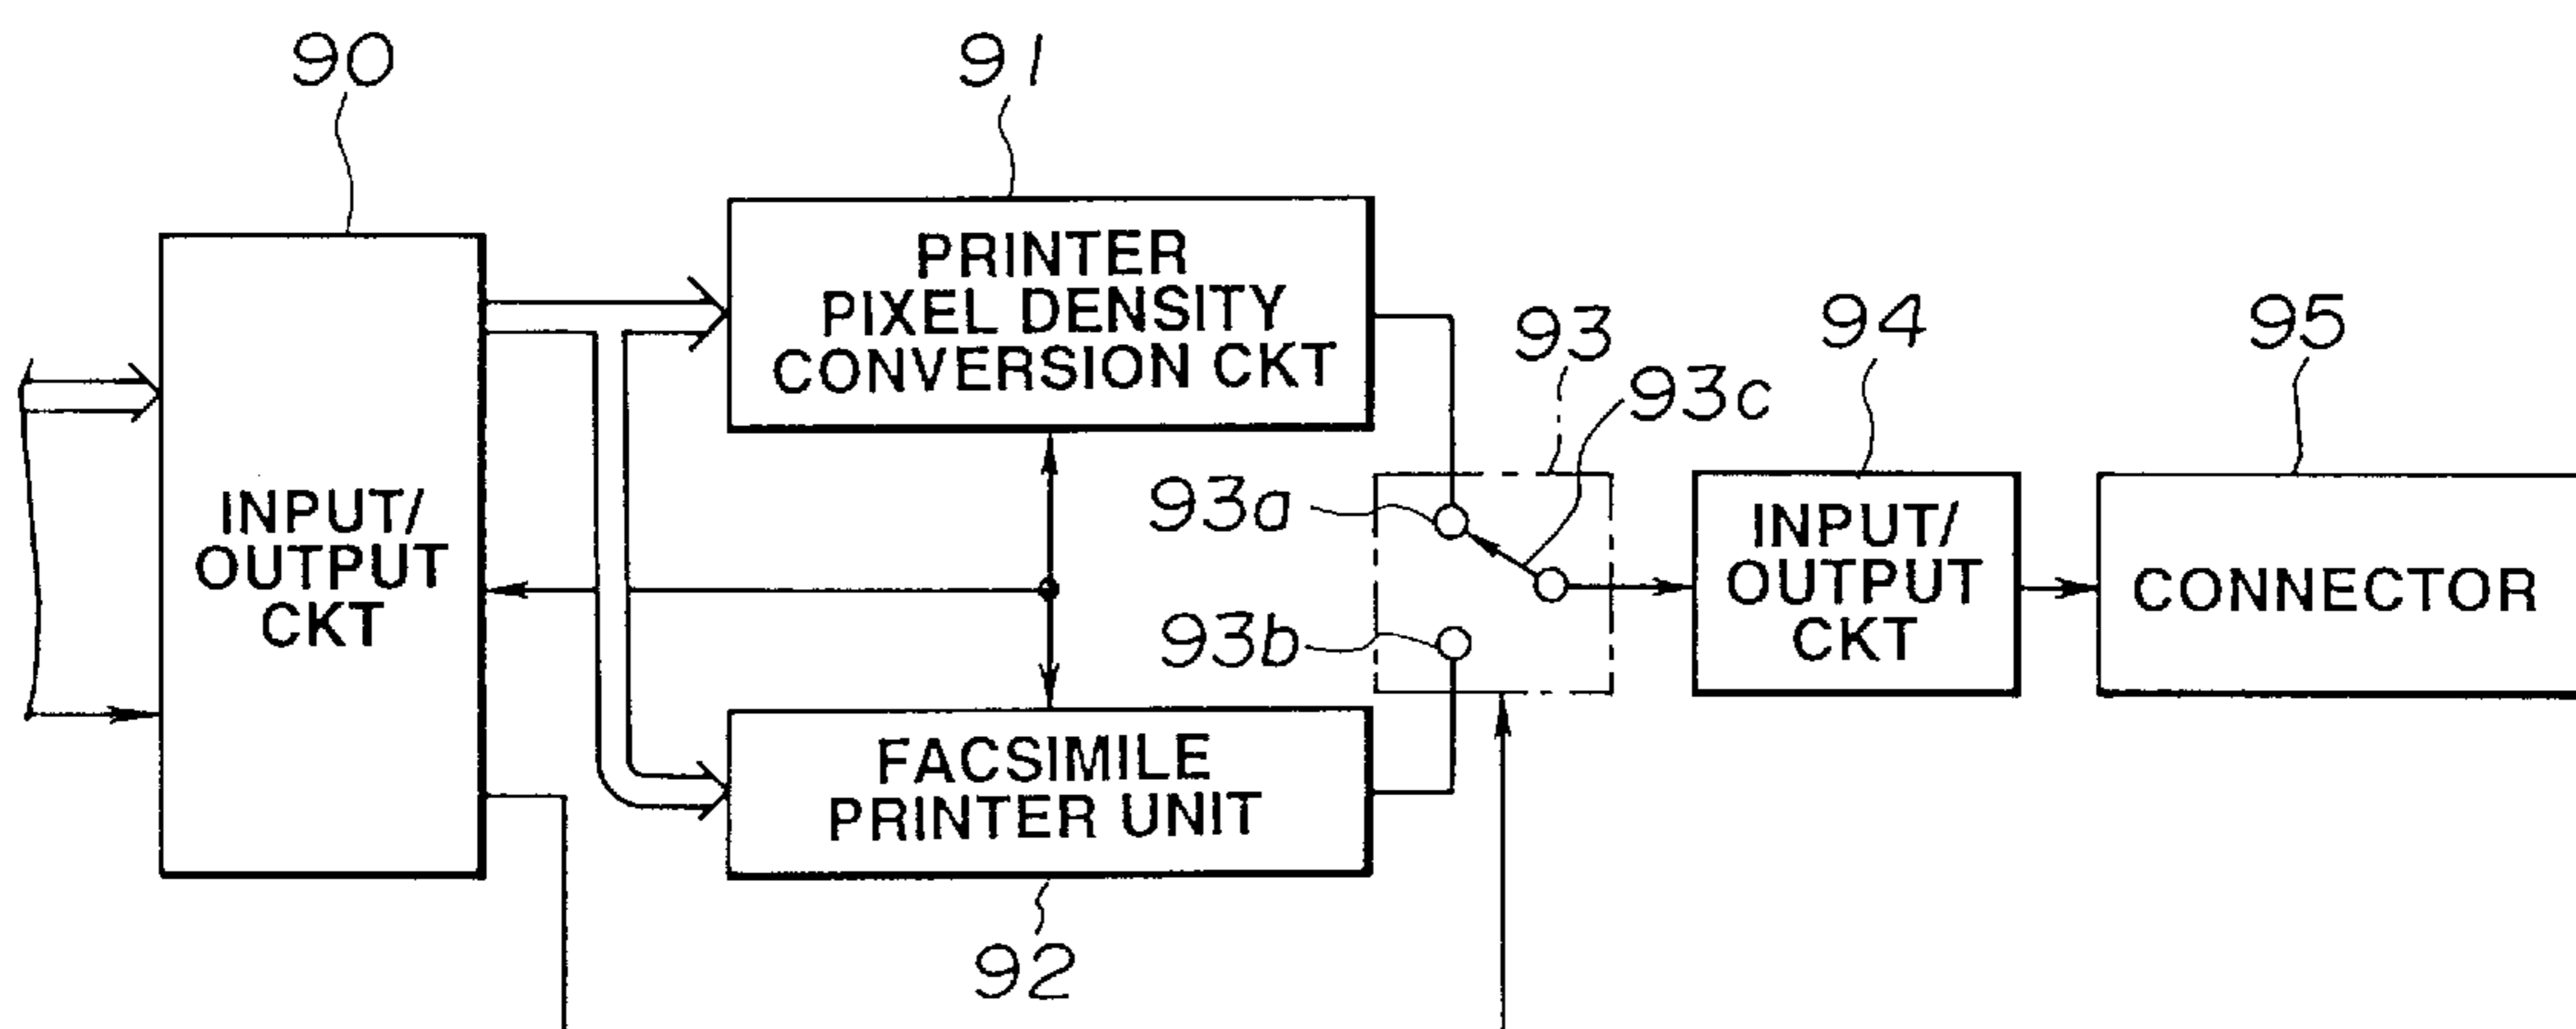 90
91
PRINTER
PIXEL DENSITY
CONVERSION CKT
93
93c
94
95
INPUT/
OUTPUT
CKT
93a
93b
INPUT/
OUTPUT
CKT
CONNECTOR
FACSIMILE
PRINTER UNIT
92